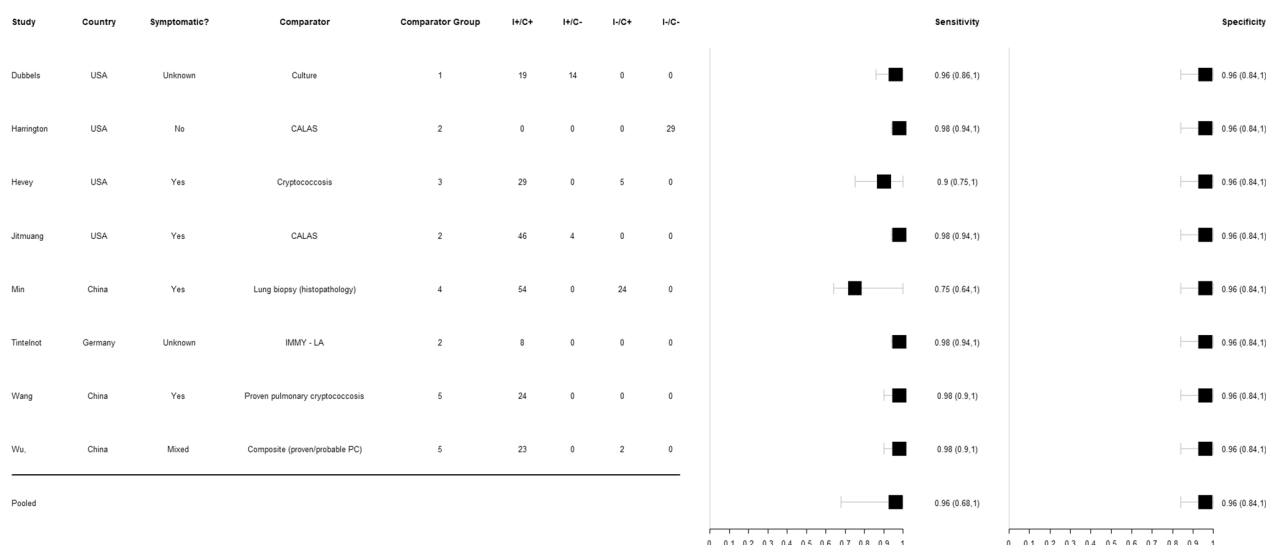 Study Country Symptomatic? Comparator Comparator Group I+/C+ I+/C- I-/C+ I-/C- Sensitivity Specificity
Dubbels USA Unknown Culture 1 19 14 0 0 0.96 (0.86,1) 0.96 (0.84,1)
Harrington USA No CALAS 2 0 0 0 29 0.98 (0.94,1) 0.96 (0.84,1)
Hevey USA Yes Cryptococcosis 3 29 0 5 0 0.9 (0.75,1) 0.96 (0.84,1)
Jitmuang USA Yes CALAS 2 46 4 0 0 0.98 (0.94,1) 0.96 (0.84,1)
Min China Yes Lung biopsy (histopathology) 4 54 0 24 0 0.75 (0.64,1) 0.96 (0.84,1)
Tintelnot Germany Unknown IMMY - LA 2 8 0 0 0 0.98 (0.94,1) 0.96 (0.84,1)
Wang China Yes Proven pulmonary cryptococcosis 5 24 0 0 0 0.98 (0.9,1) 0.96 (0.84,1)
Wu, China Mixed Composite (proven/probable PC) 5 23 0 2 0 0.98 (0.9,1) 0.96 (0.84,1)
Pooled 0.96 (0.68,1) 0.96 (0.84,1)
0 0.1 0.2 0.3 0.4 0.5 0.6 0.7 0.8 0.9 1 0 0.1 0.2 0.3 0.4 0.5 0.6 0.7 0.8 0.9 1